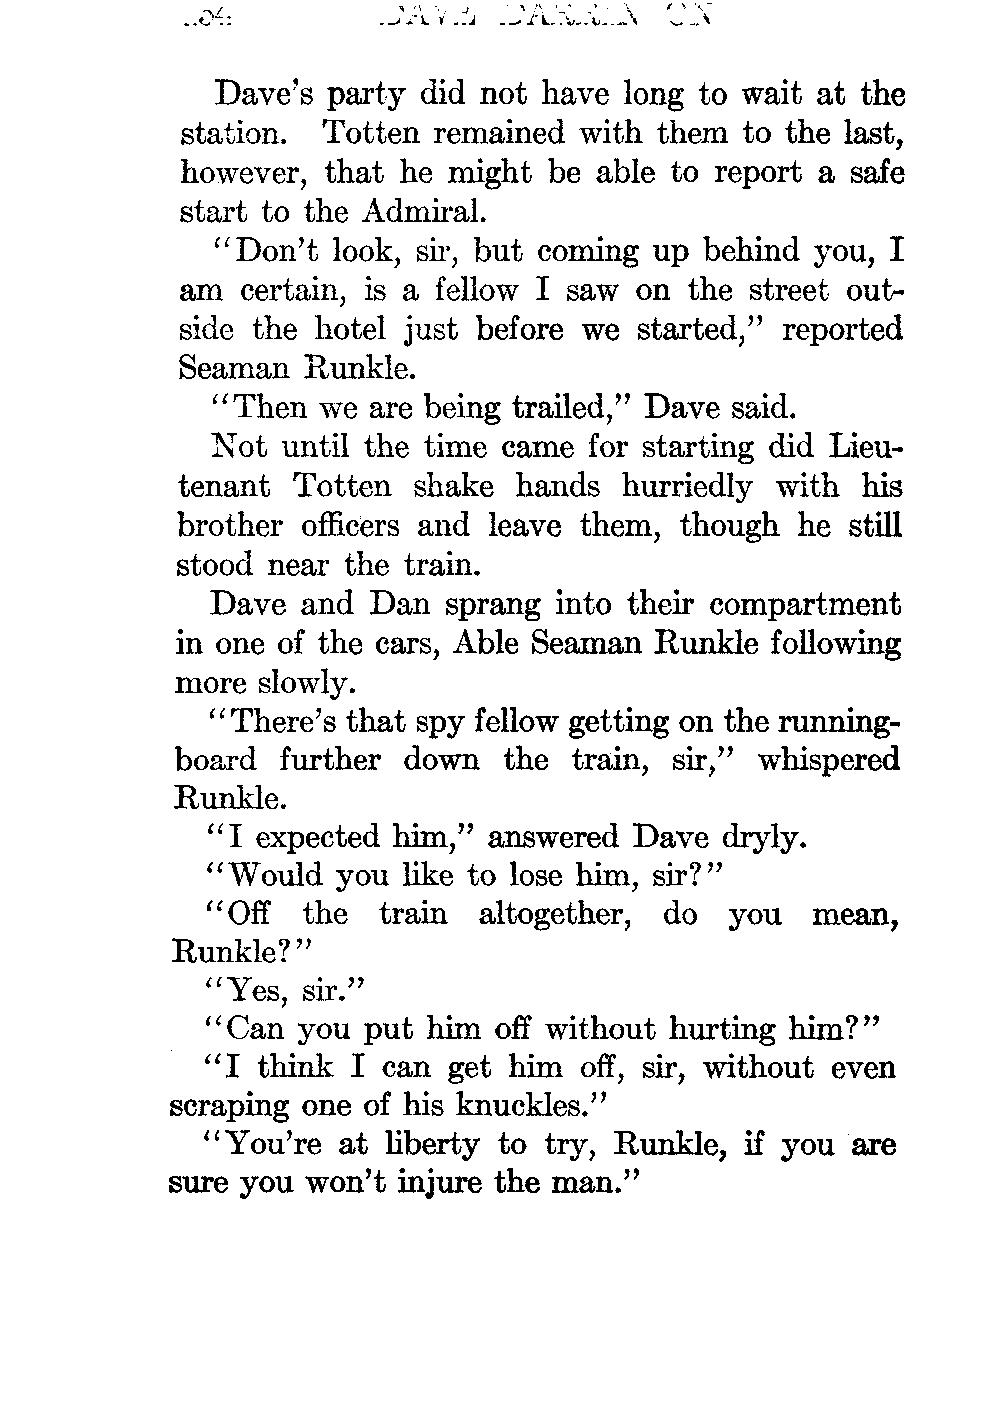 DAVE DARRIN ON
Dave's party did not have long to wait at the
station. Totten remained with them to the last,
however, that he might be able to report a safe
start to the Admiral.
"Don't look, sir, but coming up behind you, I
am certain, is a fellow I saw on the street out-
side the hotel just before we started," reported
Seaman Runkle.
"Then we are being trailed," Dave said.
Not until the time came for starting did Lieu-
tenant Totten shake hands hurriedly with his
brother officers and leave them, though he still
stood near the train.
Dave and Dan sprang into their compartment
in one of the cars, Able Seaman Runkle following
more slowly.
"There's that spy fellow getting on the running-
board further down the train, sir," whispered
Runkle.
"I expected him," answered Dave dryly.
"Would you like to lose him, sir?"
"Off the train altogether, do you mean,
Runkle?"
"Yes, sir."
"Can you put him off without hurting him?"
"I think I can get him off, sir, without even
scraping one of his knuckles."
"You're at liberty to try, Runkle, if you are
sure you won't injure the man."